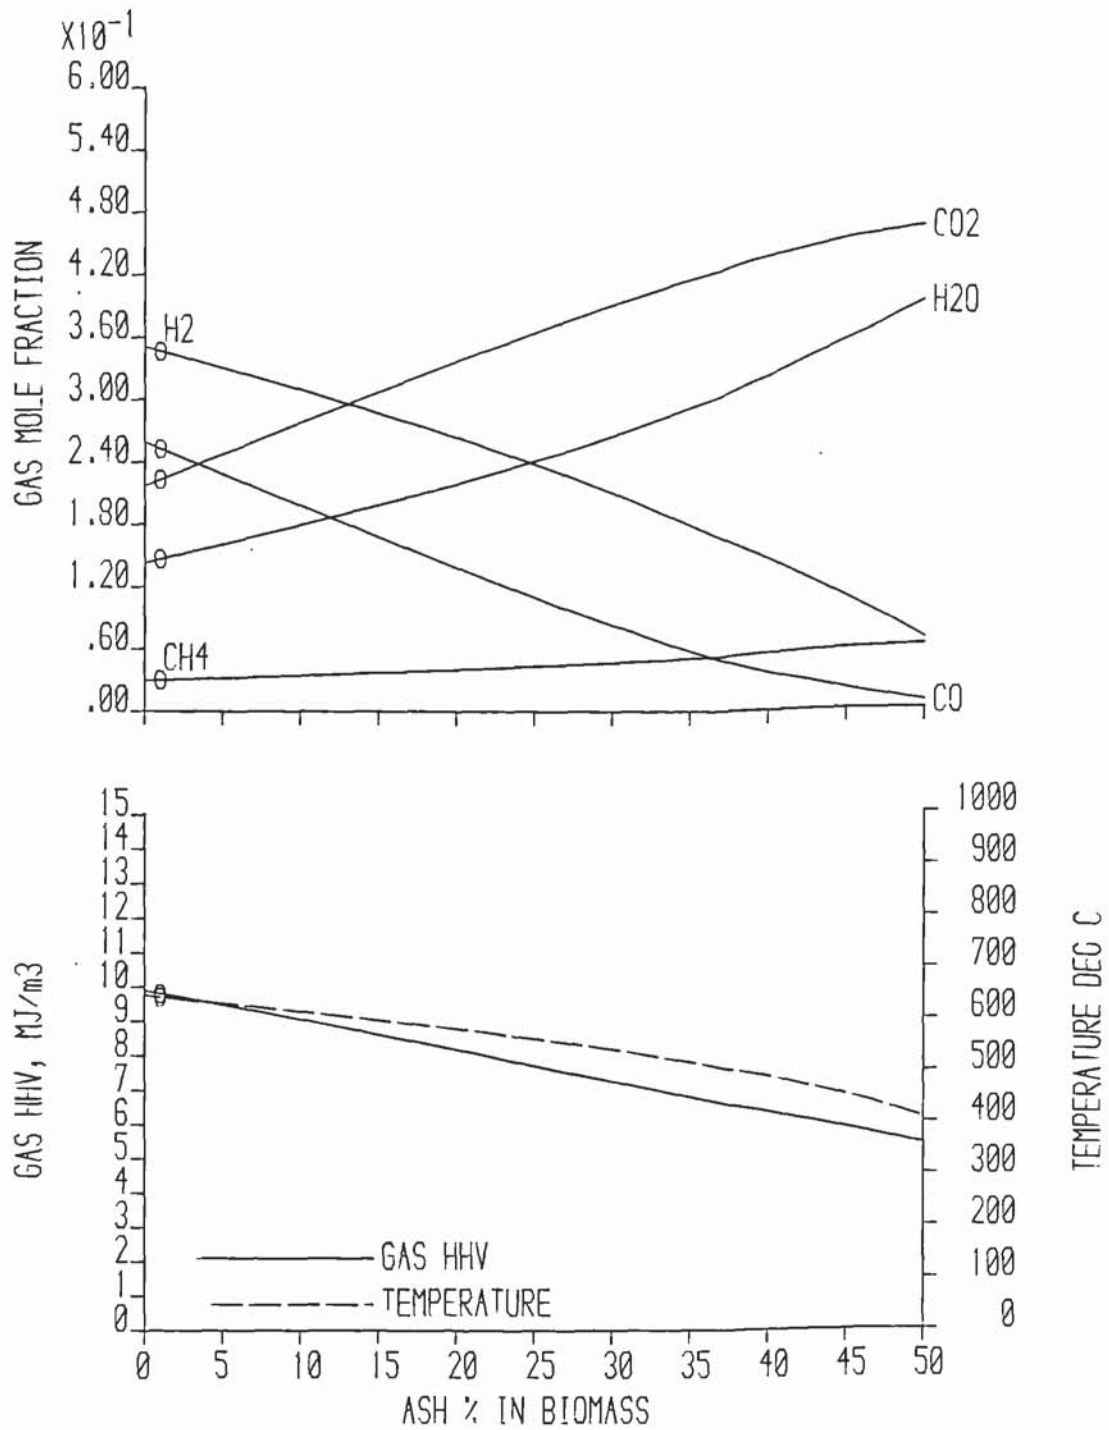 X10-1
6.00
5.40
4.80
4.20
3.60
3.00
2.40
1.80
1.20
.60
.00
GAS MOLE FRACTION
H2
CH4
CO2
H2O
CO
15
14
13
12
11
10
9
8
7
6
5
4
3
2
1
0
GAS HHV, MJ/m3
1000
900
800
700
600
500
400
300
200
100
0
TEMPERATURE DEG C
GAS HHV
TEMPERATURE
0 5 10 15 20 25 30 35 40 45 50
ASH % IN BIOMASS